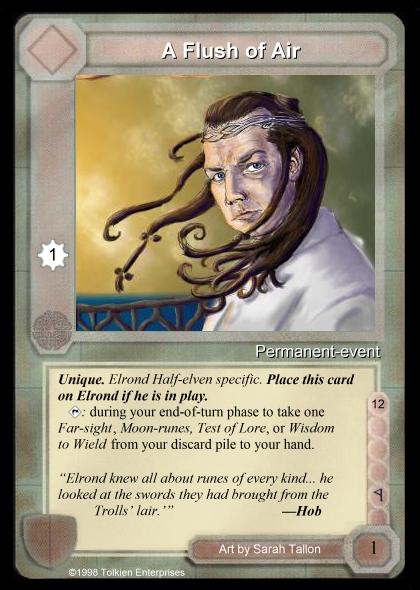 A Flush of Air
1
Permanent-event
Unique. Elrond Half-elven specific. Place this card
on Elrond if he is in play.
: during your end-of-turn phase to take one
Far-sight, Moon-runes, Test of Lore, or Wisdom
to Wield from your discard pile to your hand.
12
“Elrond knew all about runes of every kind... he
looked at the swords they had brought from the
Trolls’ lair.’” —Hob
Art by Sarah Tallon
1
©1998 Tolkien Enterprises